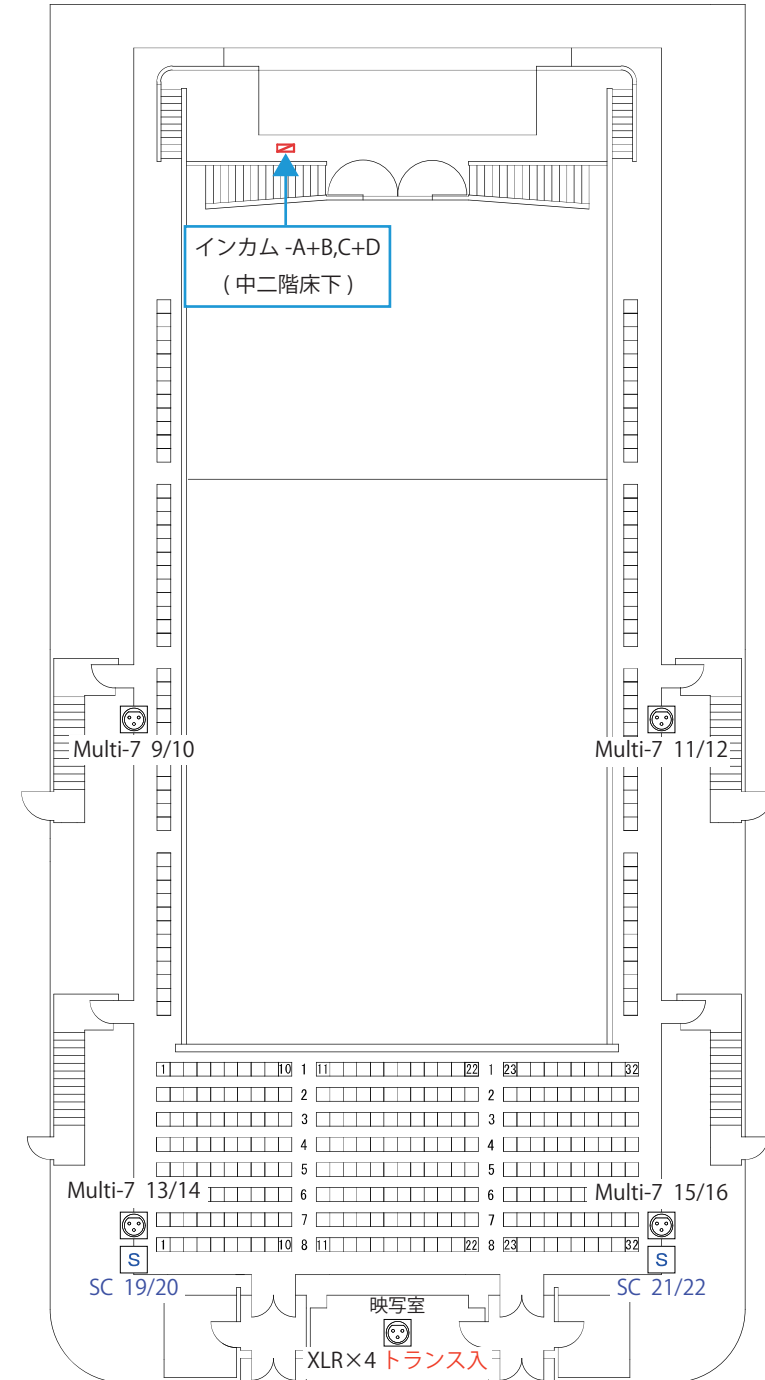 インカム -A+B,C+D
( 中二階床下 )
Multi-7 9/10
Multi-7 11/12
1 10 1 11 22 1 23 32
2 2
3 3
4 4
5 5
Multi-7 13/14
6 6
Multi-7 15/16
7 7
1 10 8 11 22 8 23 32
S
S
SC 19/20
SC 21/22
映写室
XLR×4 トランス入